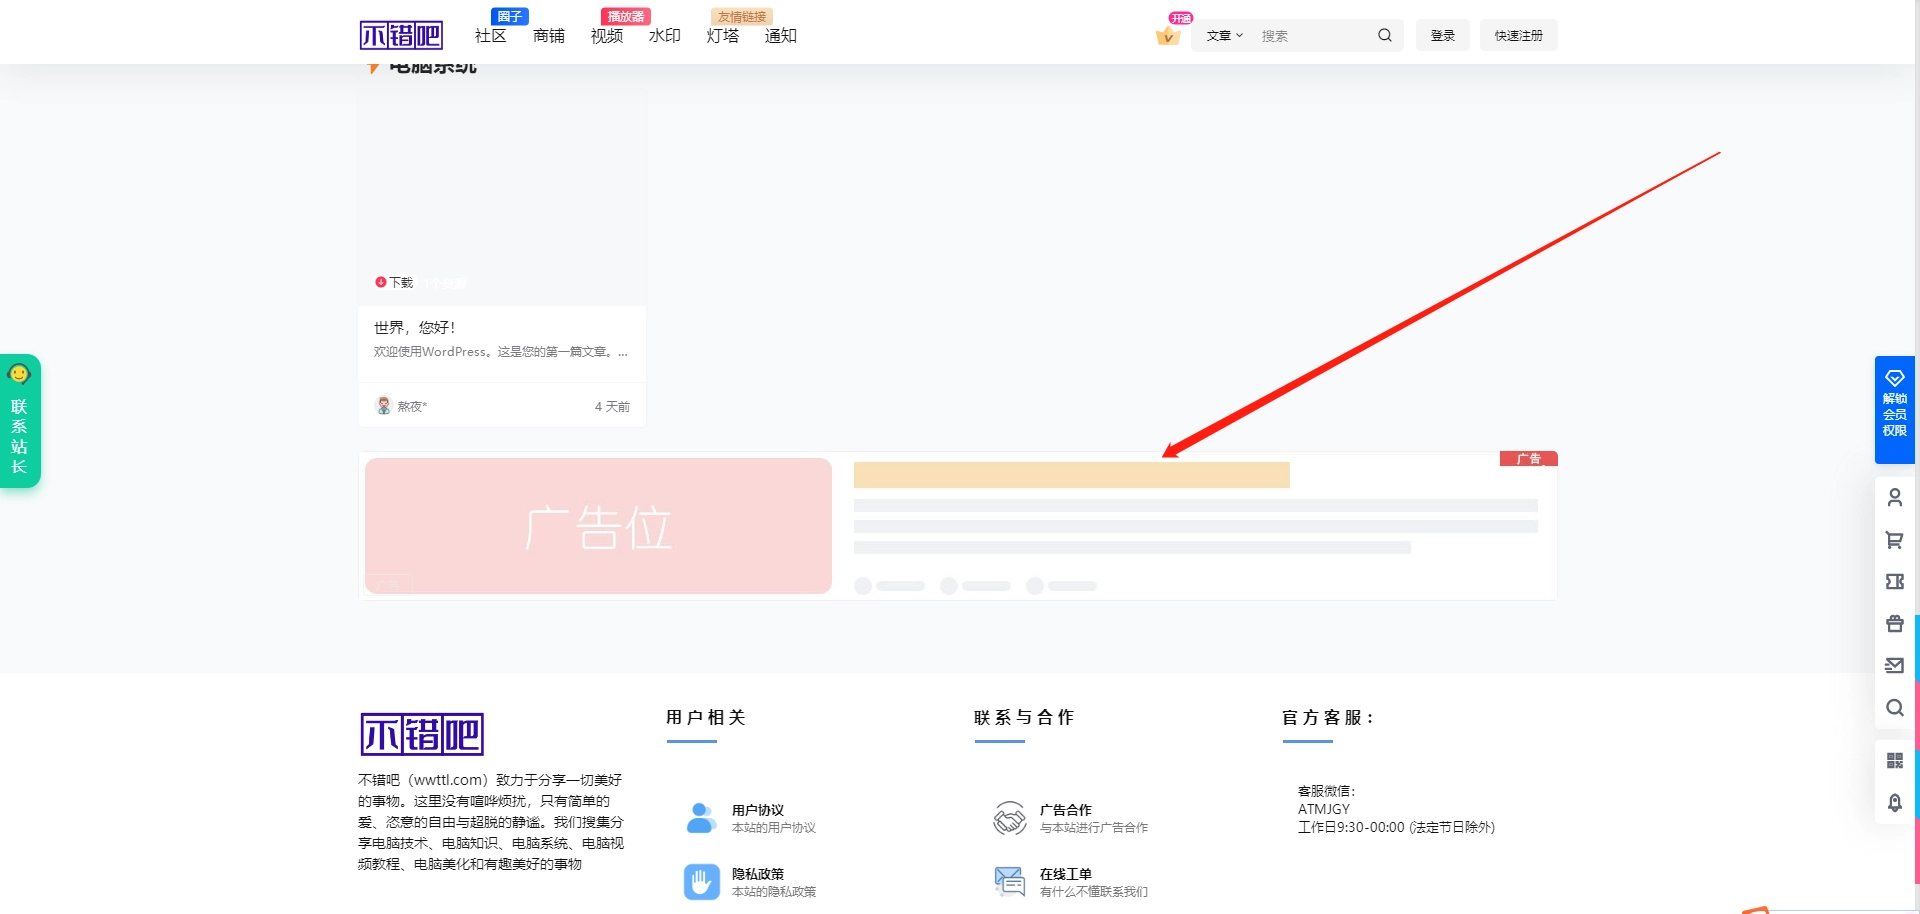 圈子
播放器
友情链接
开通
不错吧
社区
商铺
视频
水印
灯塔
通知
文章
搜索
登录
快速注册
电脑系统
下载
世界，您好！
欢迎使用WordPress。这是您的第一篇文章。...
熬夜*
4 天前
联系站长
解锁
会员
权限
广告
广告位
不错吧
不错吧（wwttl.com）致力于分享一切美好
的事物。这里没有喧哗烦扰，只有简单的
爱、恣意的自由与超脱的静谧。我们搜集分
享电脑技术、电脑知识、电脑系统、电脑视
频教程、电脑美化和有趣美好的事物
用户相关
用户协议
本站的用户协议
隐私政策
本站的隐私政策
联系与合作
广告合作
与本站进行广告合作
在线工单
有什么不懂联系我们
官方客服：
客服微信：
ATMJGY
工作日9:30-00:00 (法定节日除外)